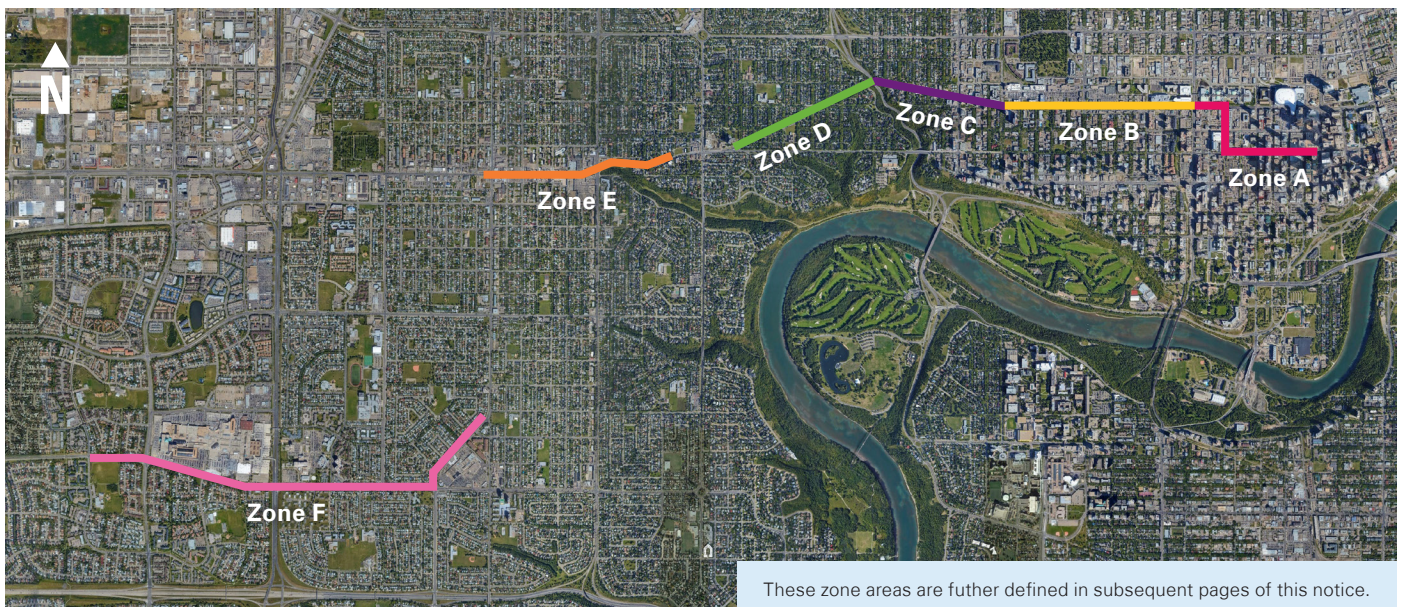 N
Zone D
Zone C
Zone B
Zone A
Zone E
Zone F
These zone areas are futher defined in subsequent pages of this notice.